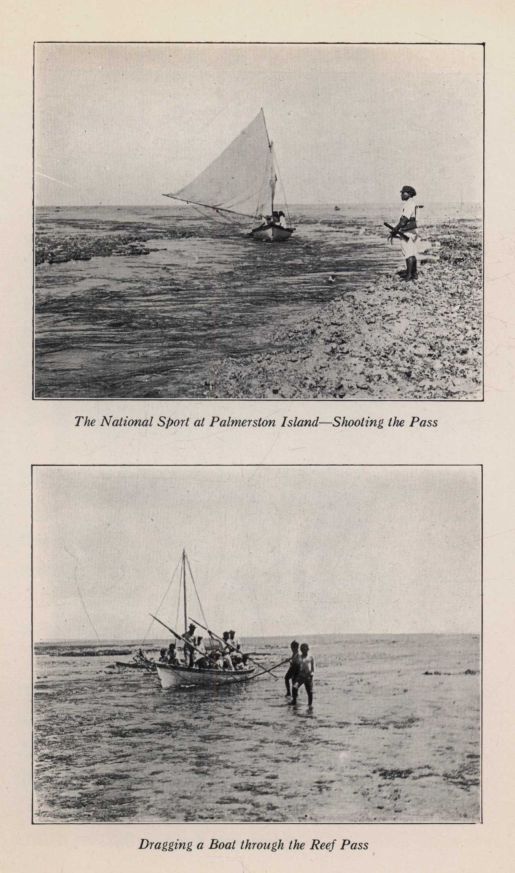 The National Sport at Palmerston Island—Shooting the Pass
Dragging a Boat through the Reef Pass